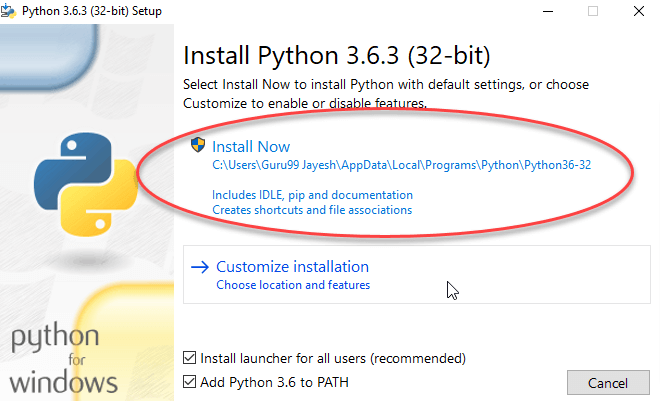 Python 3.6.3 (32-bit) Setup
Install Python 3.6.3 (32-bit)
Select Install Now to install Python with default settings, or choose
Customize to enable or disable features.
Install Now
C:\Users\Guru99 Jayesh\AppData\Local\Programs\Python\Python36-32
Includes IDLE, pip and documentation
Creates shortcuts and file associations
Customize installation
Choose location and features
python
for
windows
Install launcher for all users (recommended)
Add Python 3.6 to PATH
Cancel